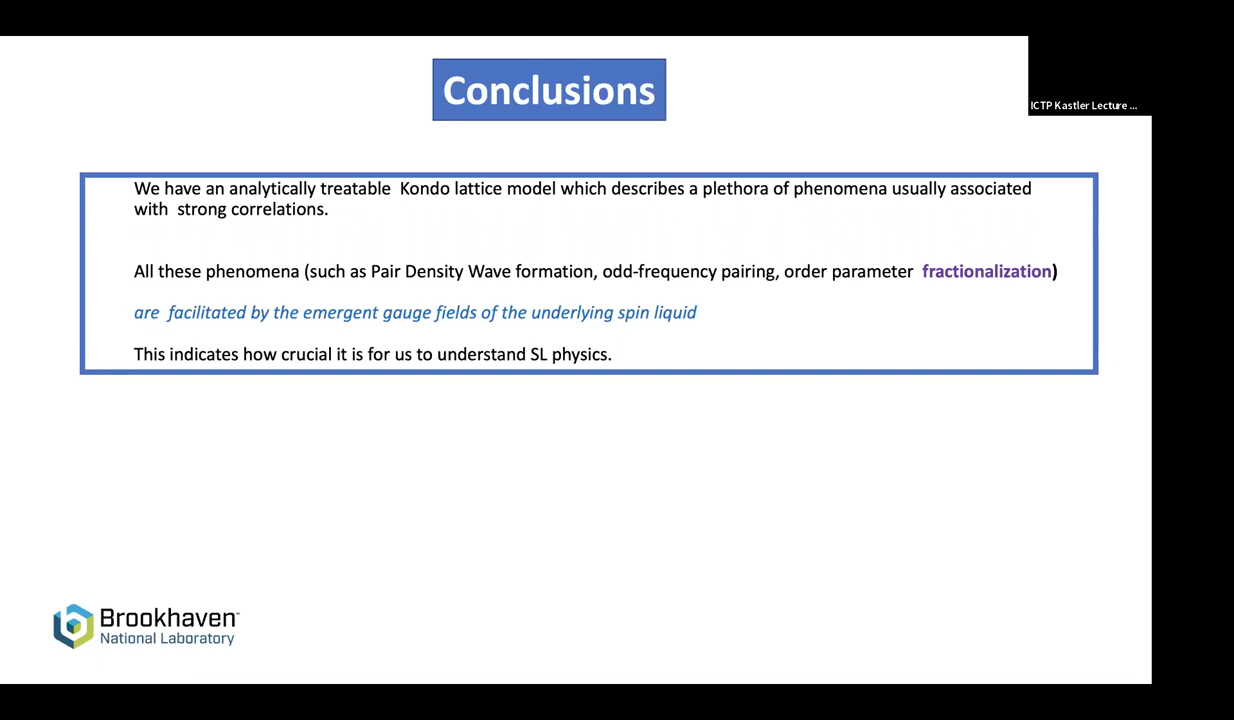 Conclusions
ICTP Kastler Lecture ...
We have an analytically treatable Kondo lattice model which describes a plethora of phenomena usually associated
with strong correlations.
All these phenomena (such as Pair Density Wave formation, odd-frequency pairing, order parameter fractionalization)
are facilitated by the emergent gauge fields of the underlying spin liquid
This indicates how crucial it is for us to understand SL physics.
Brookhaven™
National Laboratory